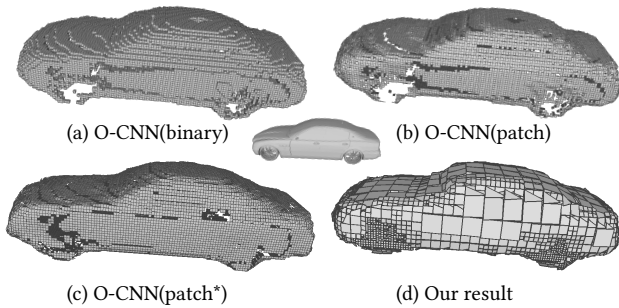 (a) O-CNN(binary)
(b) O-CNN(patch)
(c) O-CNN(patch*)
(d) Our result